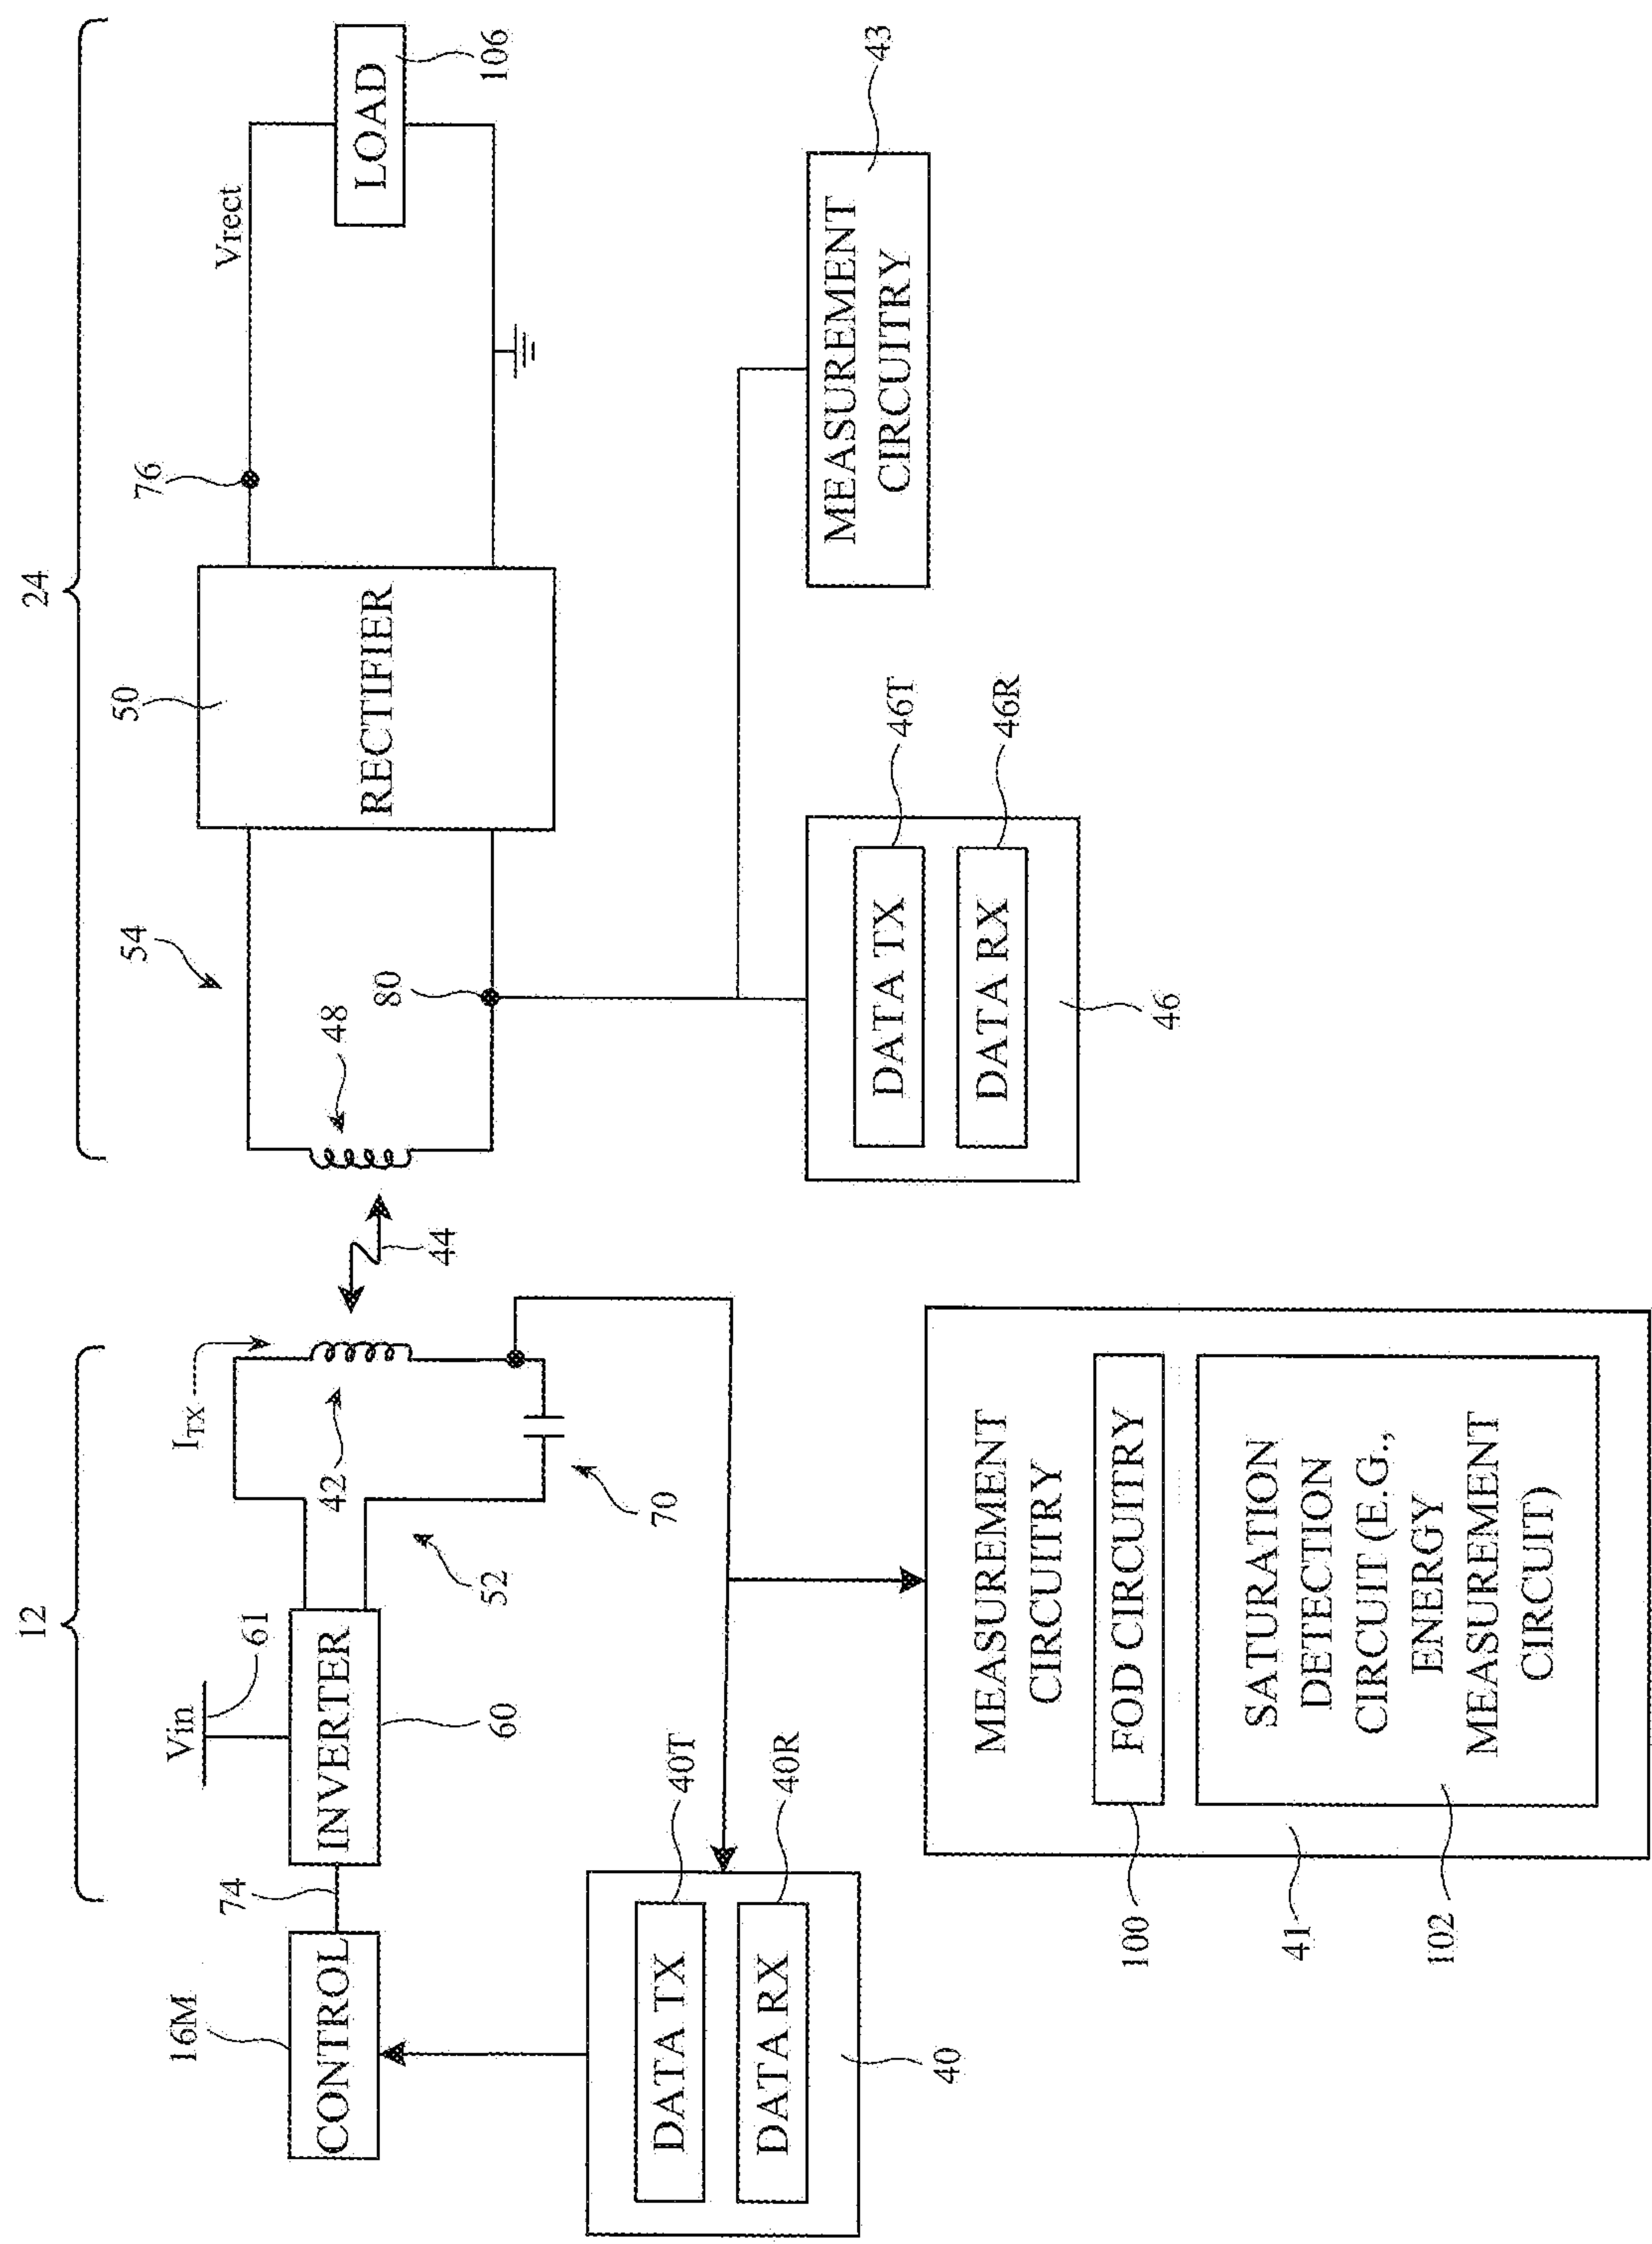 12
24
Vin
61
74
16M
CONTROL
INVERTER
60
I_TX
42
52
70
44
48
54
80
50
RECTIFIER
76
Vrect
LOAD
106
40T
DATA TX
40R
DATA RX
40
MEASUREMENT
CIRCUITRY
FOD CIRCUITRY
100
SATURATION
DETECTION
CIRCUIT (E.G.,
ENERGY
MEASUREMENT
CIRCUIT)
41
102
46T
DATA TX
46R
DATA RX
46
MEASUREMENT
CIRCUITRY
43